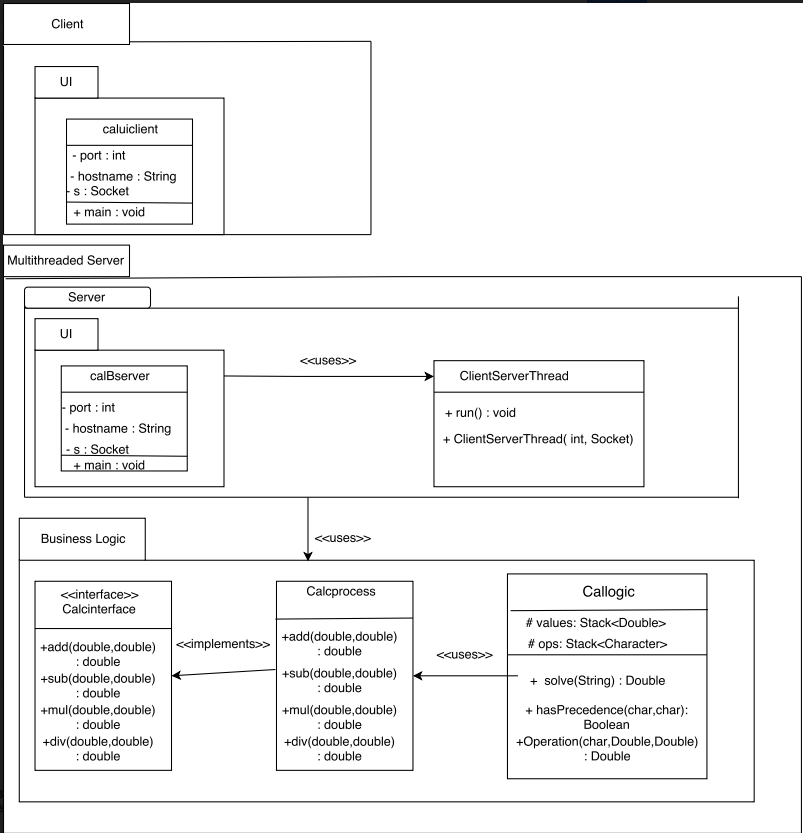 Client
UI
caluiclient
- port : int
- hostname : String
- s : Socket
+ main : void
Multithreaded Server
Server
UI
calBserver
- port : int
- hostname : String
- s : Socket
+ main : void
<<uses>>
ClientServerThread
+ run() : void
+ ClientServerThread( int, Socket)
<<uses>>
Business Logic
<<interface>>
Calcinterface
+add(double,double)
: double
+sub(double,double)
: double
+mul(double,double)
: double
+div(double,double)
: double
<<implements>>
Calcprocess
+add(double,double)
: double
+sub(double,double)
: double
+mul(double,double)
: double
+div(double,double)
: double
<<uses>>
Callogic
# values: Stack<Double>
# ops: Stack<Character>
+ solve(String) : Double
+ hasPrecedence(char,char):
Boolean
+Operation(char,Double,Double)
: Double